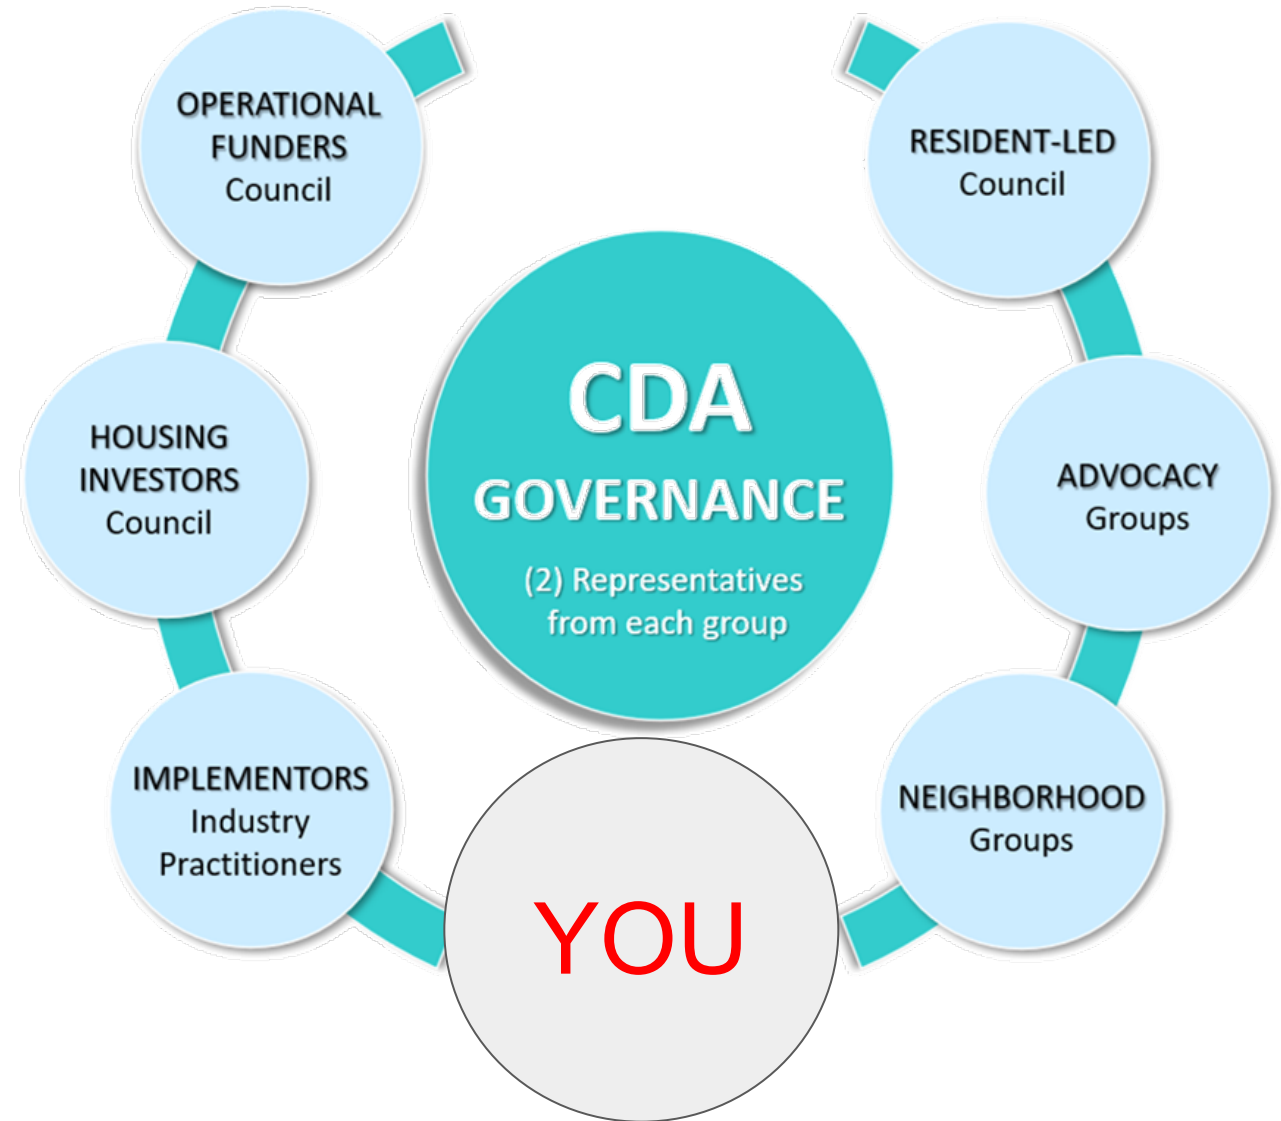 OPERATIONAL
FUNDERS
Council
RESIDENT-LED
Council
HOUSING
INVESTORS
Council
CDA
GOVERNANCE
(2) Representatives
from each group
ADVOCACY
Groups
IMPLEMENTORS
Industry
Practitioners
NEIGHBORHOOD
Groups
YOU